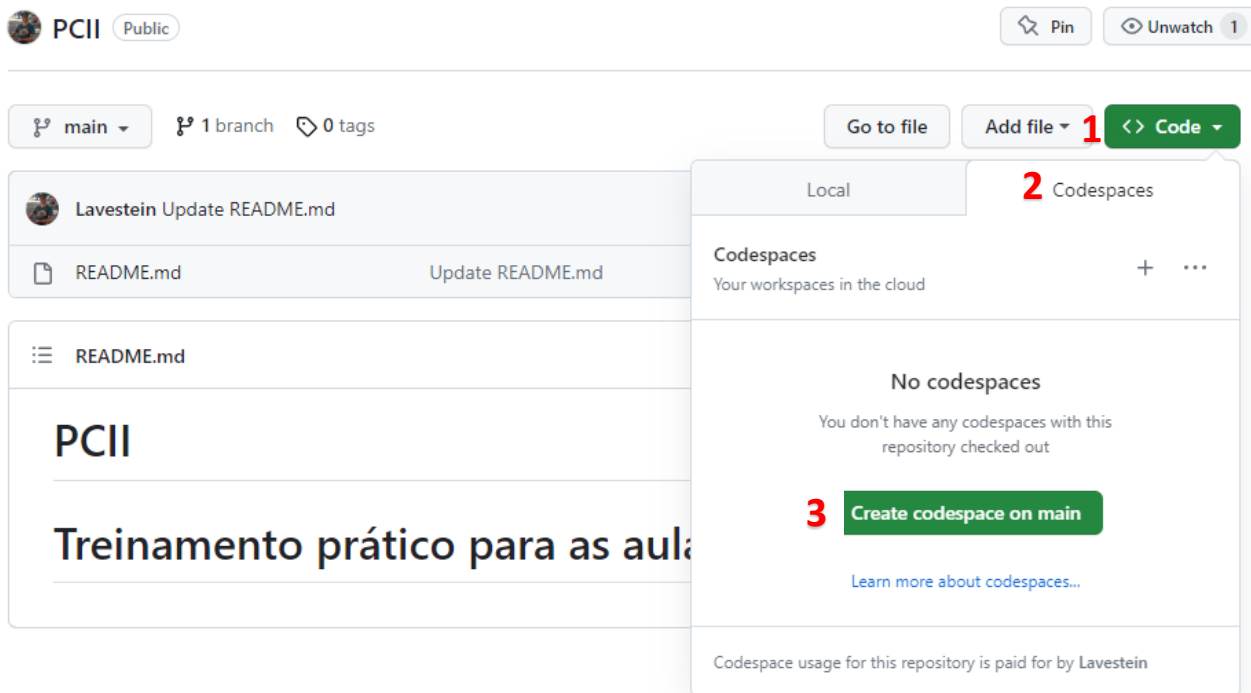 PCII Public
Pin
Unwatch 1
main
1 branch
0 tags
Go to file
Add file
1
Code
Lavestein Update README.md
README.md
Update README.md
README.md
PCII
Treinamento prático para as aula
Local
2
Codespaces
Codespaces
Your workspaces in the cloud
No codespaces
You don't have any codespaces with this
repository checked out
3
Create codespace on main
Learn more about codespaces...
Codespace usage for this repository is paid for by Lavestein